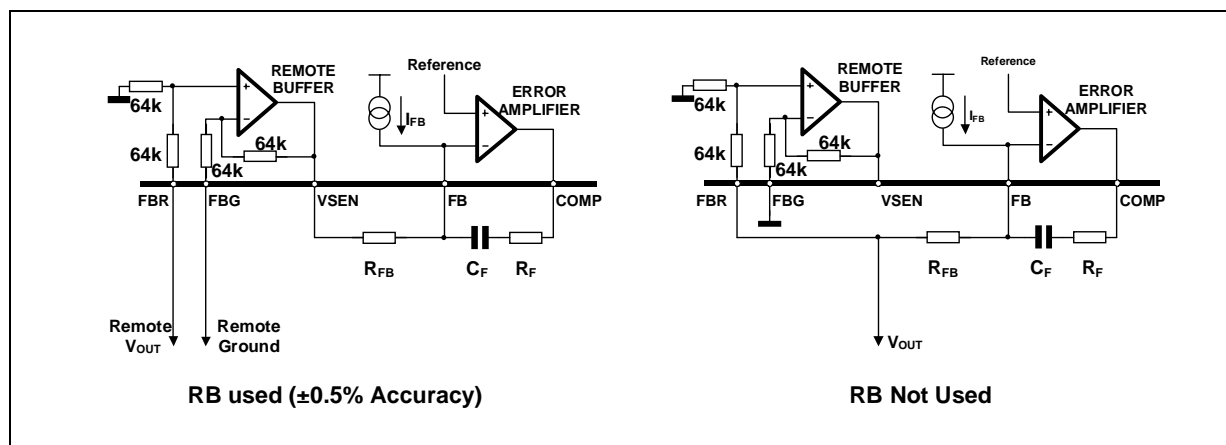 REMOTE
BUFFER
Reference
ERROR
AMPLIFIER
64k
64k
64k
64k
+
−
IFB
+
−
FBR
FBG
VSEN
FB
COMP
RFB
CF
RF
Remote
VOUT
Remote
Ground
RB used (±0.5% Accuracy)
REMOTE
BUFFER
Reference
ERROR
AMPLIFIER
64k
64k
64k
64k
+
−
IFB
+
−
FBR
FBG
VSEN
FB
COMP
RFB
CF
RF
VOUT
RB Not Used